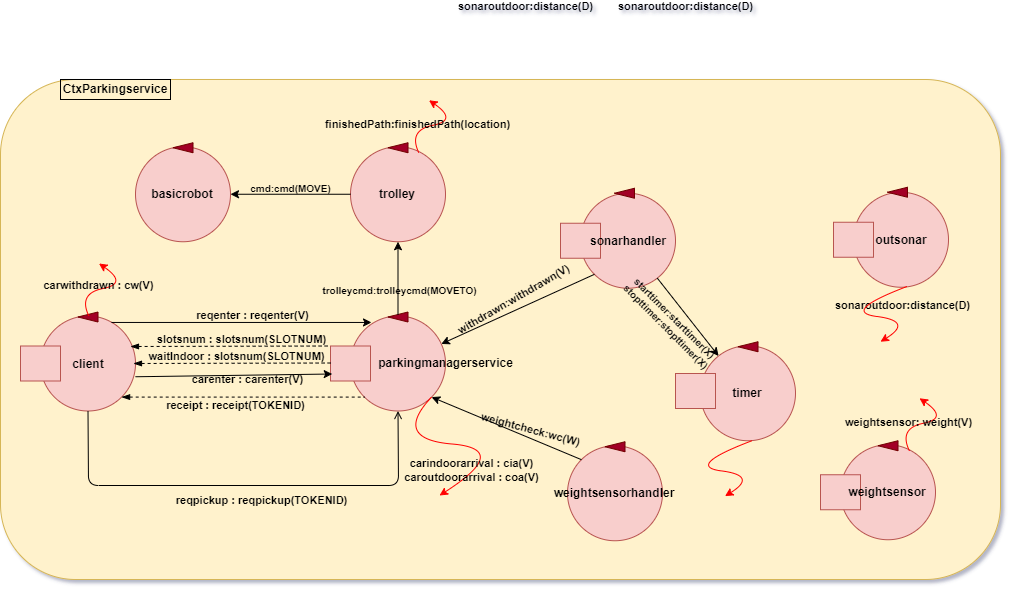 sonaroutdoor:distance(D) sonaroutdoor:distance(D)
CtxParkingservice
finishedPath:finishedPath(location)
basicrobot
cmd:cmd(MOVE)
trolley
sonarhandler
outsonar
withdrawn:withdrawn(V)
starttimer:starttimer(X)
stopttimer:stopttimer(X)
carwithdrawn : cw(V)
trolleycmd:trolleycmd(MOVETO)
sonaroutdoor:distance(D)
reqenter : reqenter(V)
slotsnum : slotsnum(SLOTNUM)
waitIndoor : slotsnum(SLOTNUM)
client
parkingmanagerservice
carenter : carenter(V)
receipt : receipt(TOKENID)
timer
weightcheck:wc(W)
weightsensor: weight(V)
carindoorarrival : cia(V)
caroutdoorarrival : coa(V)
reqpickup : reqpickup(TOKENID)
weightsensorhandler
weightsensor